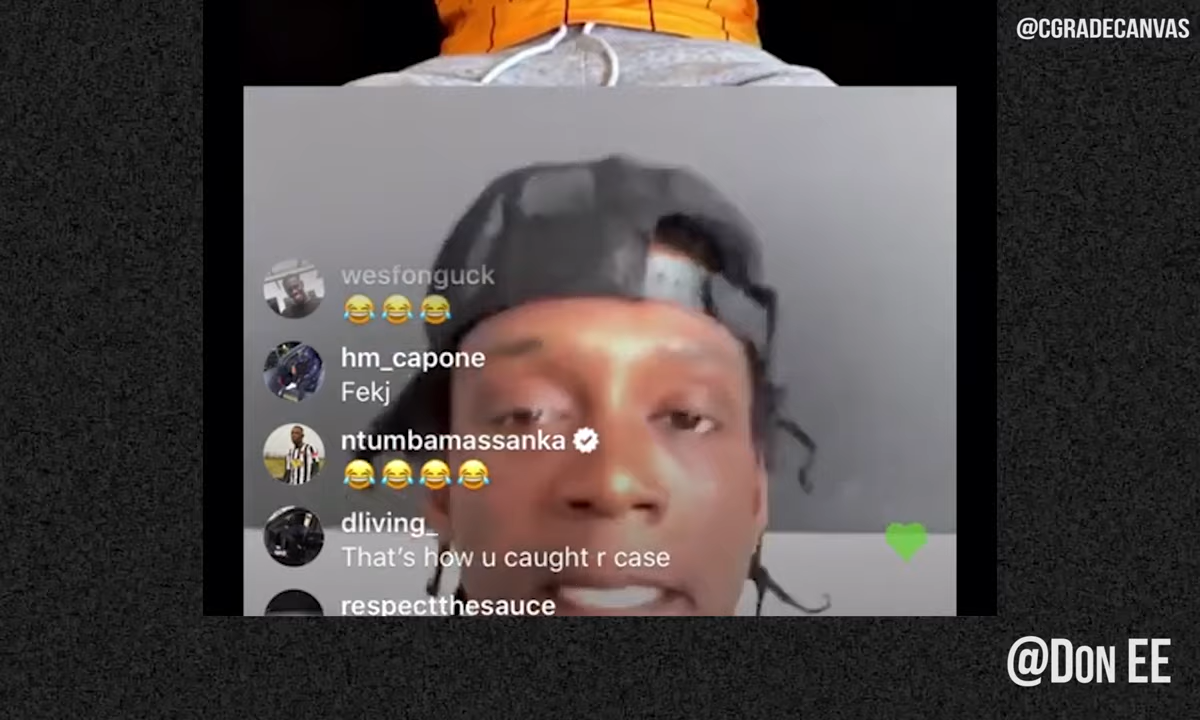 @CGRADECANVAS
wesfonguck
😂😂😂
hm_capone
Fekj
ntumbamassanka
😂😂😂😂
dliving_
That's how u caught r case
respectthesauce
@DON EE